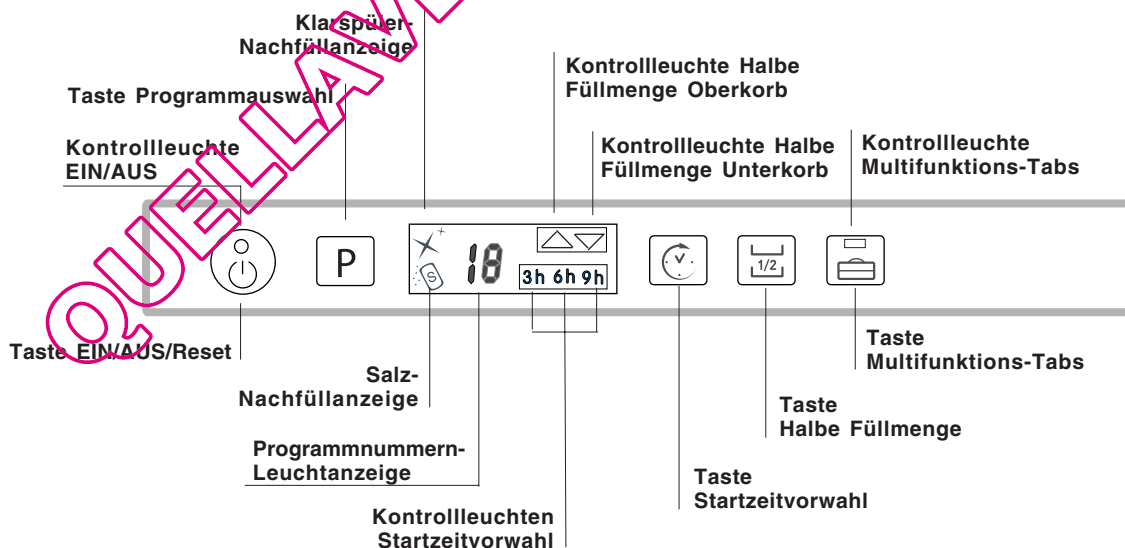 Klarspüler-
Nachfüllanzeige
Kontrollleuchte Halbe
Füllmenge Oberkorb
Taste Programmauswahl
Kontrollleuchte
EIN/AUS
Kontrollleuchte Halbe
Füllmenge Unterkorb
Kontrollleuchte
Multifunktions-Tabs
P
S
18
3h 6h 9h
1/2
Taste EIN/AUS/Reset
Salz-
Nachfüllanzeige
Programmnummern-
Leuchtanzeige
Kontrollleuchten
Startzeitvorwahl
Taste
Startzeitvorwahl
Taste
Halbe Füllmenge
Taste
Multifunktions-Tabs
QUELLAVE